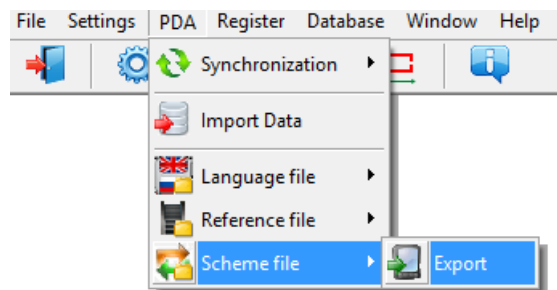 File Settings PDA Register Database Window Help
Synchronization
Import Data
Language file
Reference file
Scheme file Export